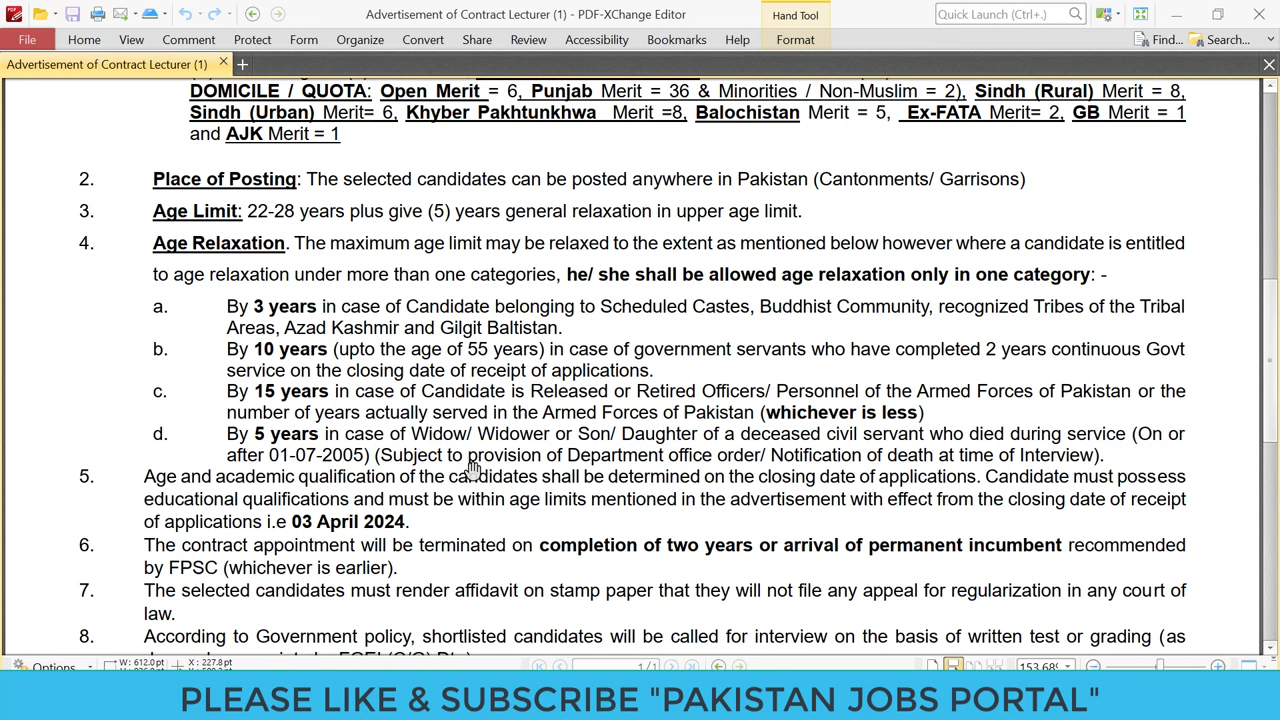 Advertisement of Contract Lecturer (1) - PDF-XChange Editor
Hand Tool
Quick Launch (Ctrl+.)
File Home View Comment Protect Form Organize Convert Share Review Accessibility Bookmarks Help Format Find... Search...
Advertisement of Contract Lecturer (1)
DOMICILE / QUOTA: Open Merit = 6, Punjab Merit = 36 & Minorities / Non-Muslim = 2), Sindh (Rural) Merit = 8,
Sindh (Urban) Merit= 6, Khyber Pakhtunkhwa Merit =8, Balochistan Merit = 5, Ex-FATA Merit= 2, GB Merit = 1
and AJK Merit = 1
2. Place of Posting: The selected candidates can be posted anywhere in Pakistan (Cantonments/ Garrisons)
3. Age Limit: 22-28 years plus give (5) years general relaxation in upper age limit.
4. Age Relaxation. The maximum age limit may be relaxed to the extent as mentioned below however where a candidate is entitled
to age relaxation under more than one categories, he/ she shall be allowed age relaxation only in one category: -
a. By 3 years in case of Candidate belonging to Scheduled Castes, Buddhist Community, recognized Tribes of the Tribal
Areas, Azad Kashmir and Gilgit Baltistan.
b. By 10 years (upto the age of 55 years) in case of government servants who have completed 2 years continuous Govt
service on the closing date of receipt of applications.
c. By 15 years in case of Candidate is Released or Retired Officers/ Personnel of the Armed Forces of Pakistan or the
number of years actually served in the Armed Forces of Pakistan (whichever is less)
d. By 5 years in case of Widow/ Widower or Son/ Daughter of a deceased civil servant who died during service (On or
after 01-07-2005) (Subject to provision of Department office order/ Notification of death at time of Interview).
5. Age and academic qualification of the candidates shall be determined on the closing date of applications. Candidate must possess
educational qualifications and must be within age limits mentioned in the advertisement with effect from the closing date of receipt
of applications i.e 03 April 2024.
6. The contract appointment will be terminated on completion of two years or arrival of permanent incumbent recommended
by FPSC (whichever is earlier).
7. The selected candidates must render affidavit on stamp paper that they will not file any appeal for regularization in any court of
law.
8. According to Government policy, shortlisted candidates will be called for interview on the basis of written test or grading (as
Options W: 612.0 pt X: 227.8 pt 1/1 153.68%
PLEASE LIKE & SUBSCRIBE "PAKISTAN JOBS PORTAL"